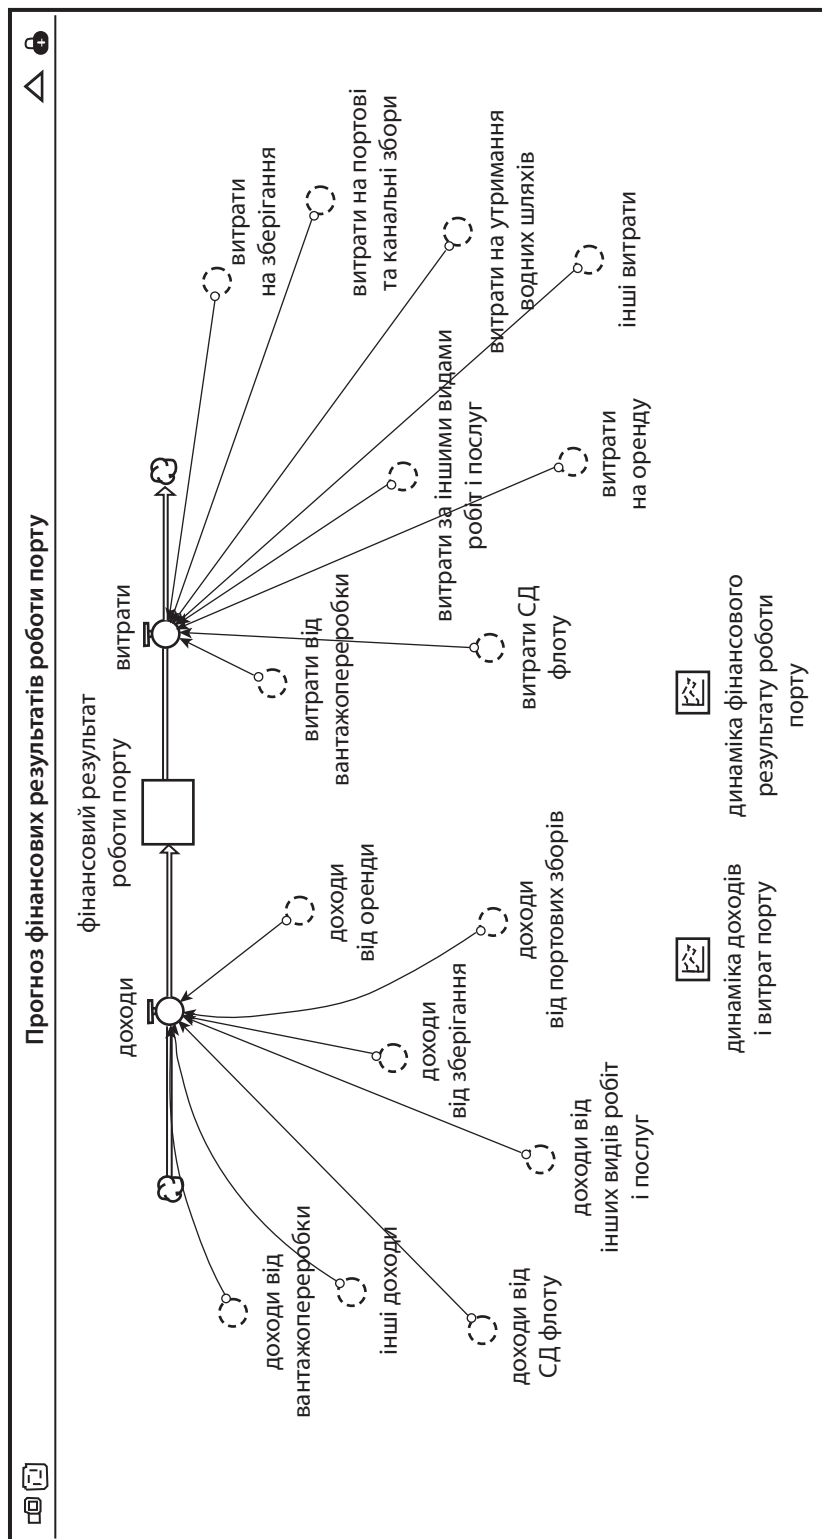 Прогноз фінансових результатів роботи порту
доходи
фінансовий результат
роботи порту
витрати
доходи від
вантажопереробки
інші доходи
доходи від
СД флоту
доходи від
інших видів робіт
і послуг
доходи
від зберігання
доходи
від портових зборів
доходи
від оренди
витрати від
вантажопереробки
витрати СД
флоту
витрати за іншими видами
робіт і послуг
витрати
на оренду
витрати
на зберігання
витрати на портові
та канальні збори
витрати на утримання
водних шляхів
інші витрати
динаміка доходів
і витрат порту
динаміка фінансового
результату роботи
порту